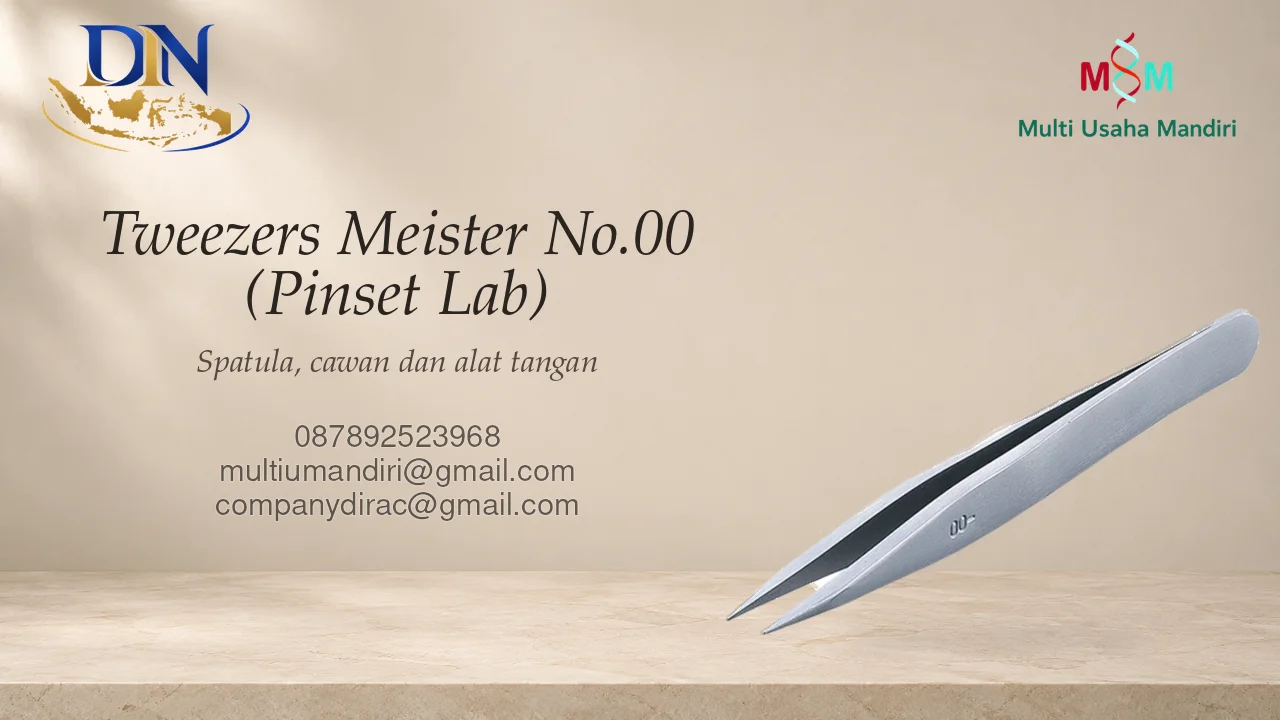 DN
M M
Multi Usaha Mandiri
Tweezers Meister No.00
(Pinset Lab)
Spatula, cawan dan alat tangan
087892523968
multiumandiri@gmail.com
companydirac@gmail.com
00-